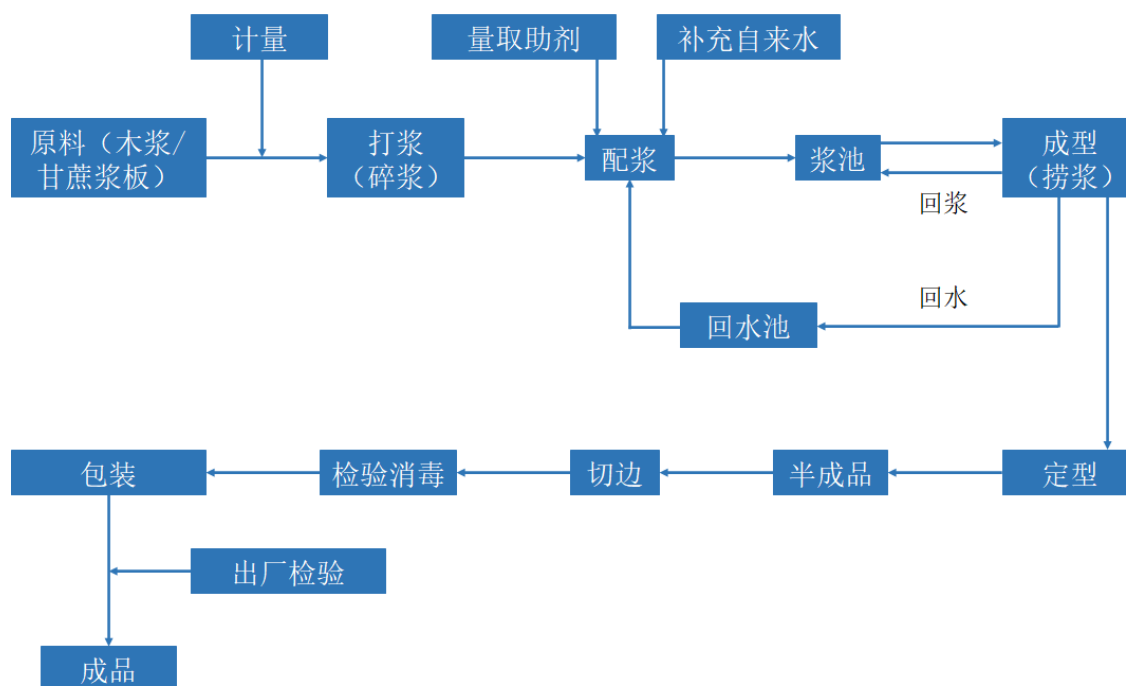 计量
量取助剂
补充自来水
原料（木浆/
甘蔗浆板）
打浆
（碎浆）
配浆
浆池
成型
（捞浆）
回浆
回水
回水池
包装
检验消毒
切边
半成品
定型
出厂检验
成品